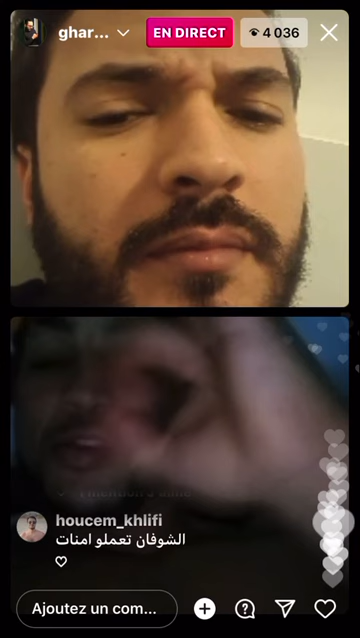 ghar...
EN DIRECT
4 036
houcem_khlifi
الشوفان تعملو امنات
Ajoutez un com...